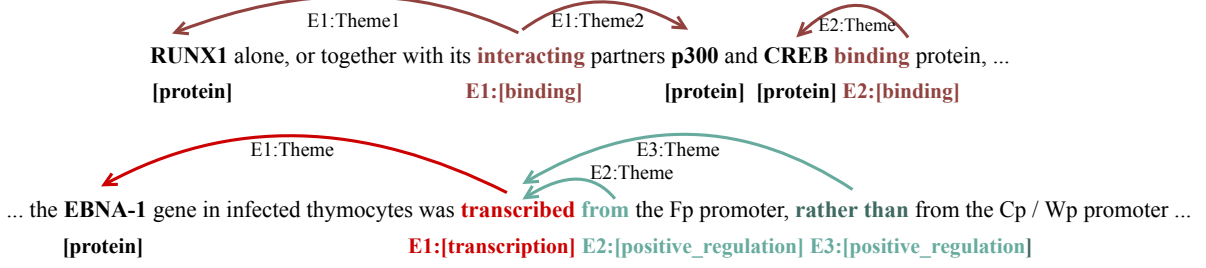 E1:Theme1 E1:Theme2 E2:Theme
RUNX1 alone, or together with its interacting partners p300 and CREB binding protein, ...
[protein] E1:[binding] [protein] [protein] E2:[binding]
E1:Theme E3:Theme
E2:Theme
... the EBNA-1 gene in infected thymocytes was transcribed from the Fp promoter, rather than from the Cp / Wp promoter ...
[protein] E1:[transcription] E2:[positive_regulation] E3:[positive_regulation]